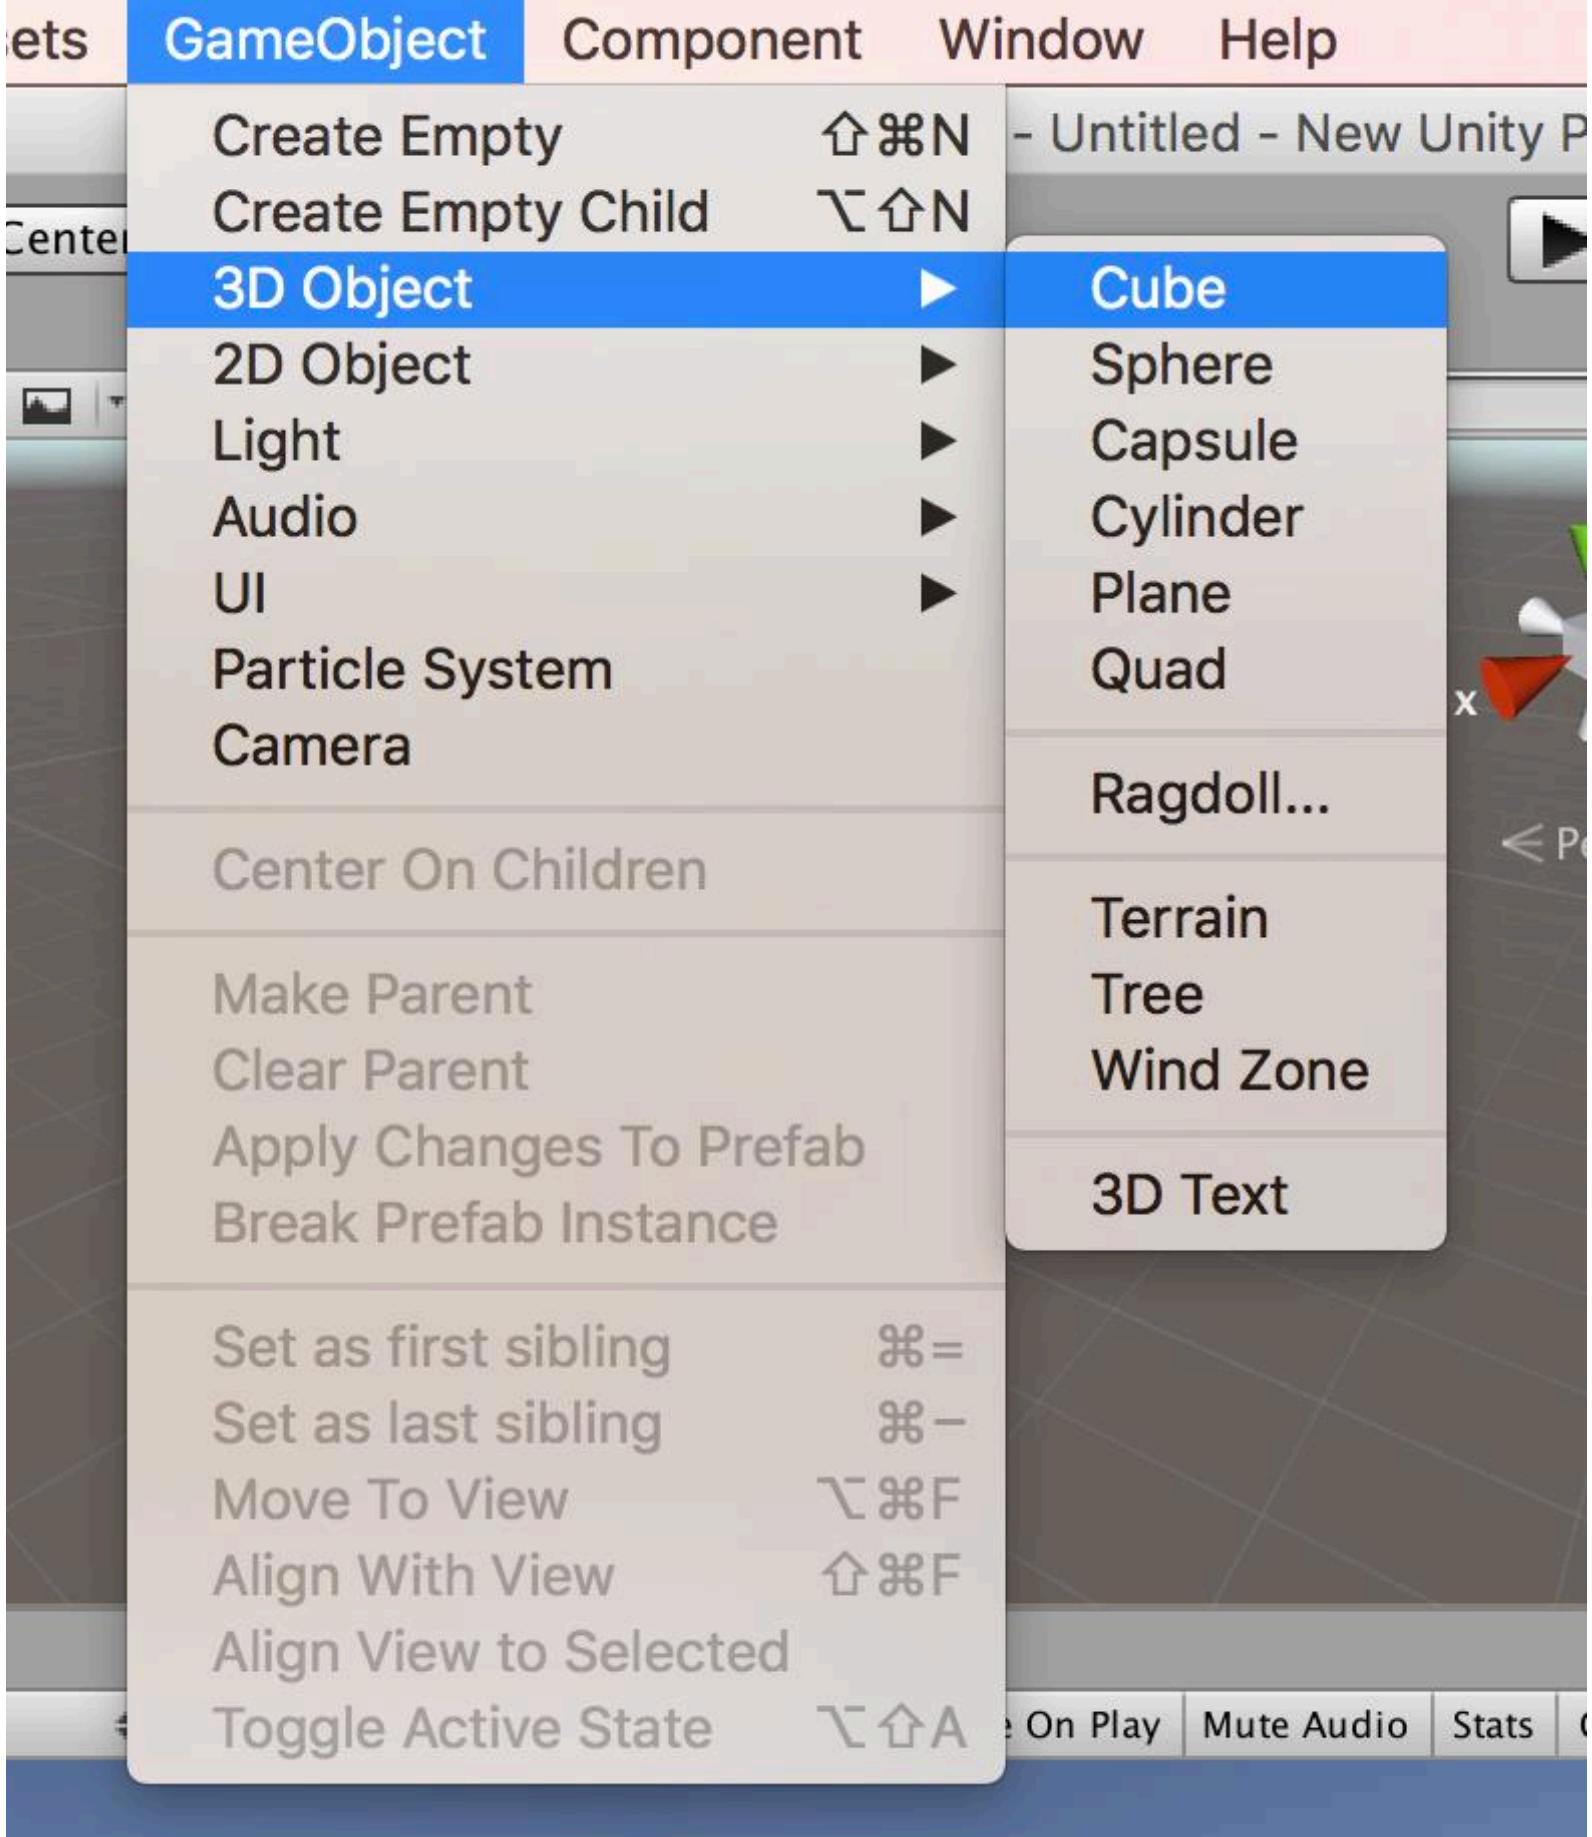 GameObject Component Window Help
- Untitled - New Unity
Create Empty ⇧⌘N
Create Empty Child ⌥⇧N
3D Object ▶
2D Object ▶
Light ▶
Audio ▶
UI ▶
Particle System
Camera
Center On Children
Make Parent
Clear Parent
Apply Changes To Prefab
Break Prefab Instance
Set as first sibling ⌘=
Set as last sibling ⌘-
Move To View ⌥⌘F
Align With View ⇧⌘F
Align View to Selected
Toggle Active State ⌥⇧A
Cube
Sphere
Capsule
Cylinder
Plane
Quad
Ragdoll...
Terrain
Tree
Wind Zone
3D Text
x
On Play Mute Audio Stats